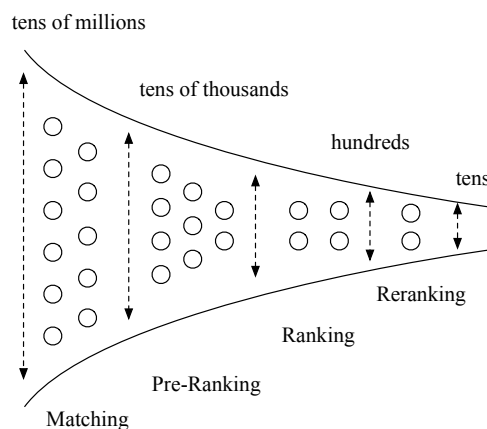 tens of millions
tens of thousands
hundreds
tens
Reranking
Ranking
Pre-Ranking
Matching